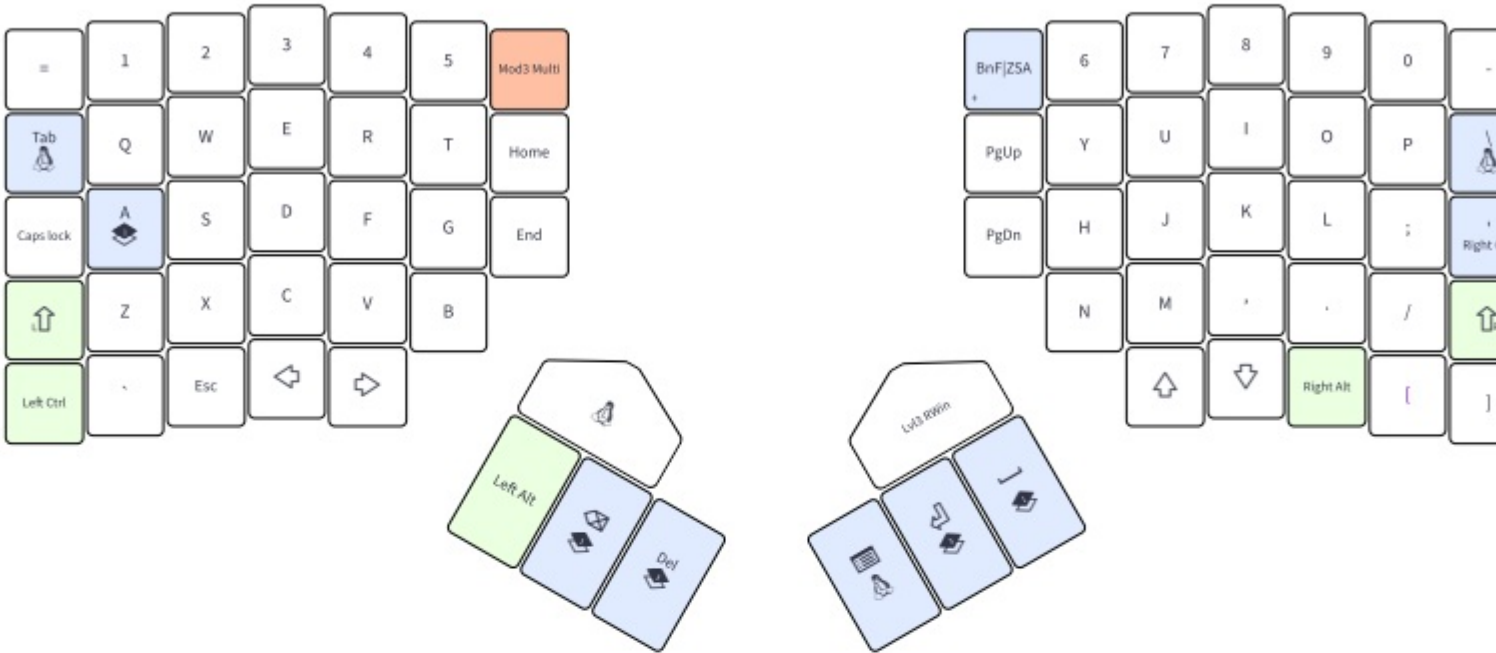 = 1 2 3 4 5 Mod3 Multi
BnF|ZSA 6 7 8 9 0 -
Tab Q W E R T Home
PgUp Y U I O P \
Caps lock A S D F G End
PgDn H J K L ; '
Right
Z X C V B
N M , . /
Left Ctrl ` Esc
Right Alt [ ]
Lvl3 RWin
Left Alt
Del